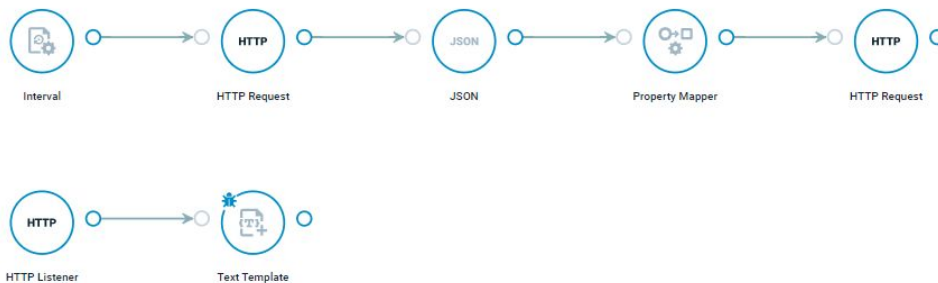 HTTP
JSON
HTTP
Interval
HTTP Request
JSON
Property Mapper
HTTP Request
HTTP
{T}
HTTP Listener
Text Template